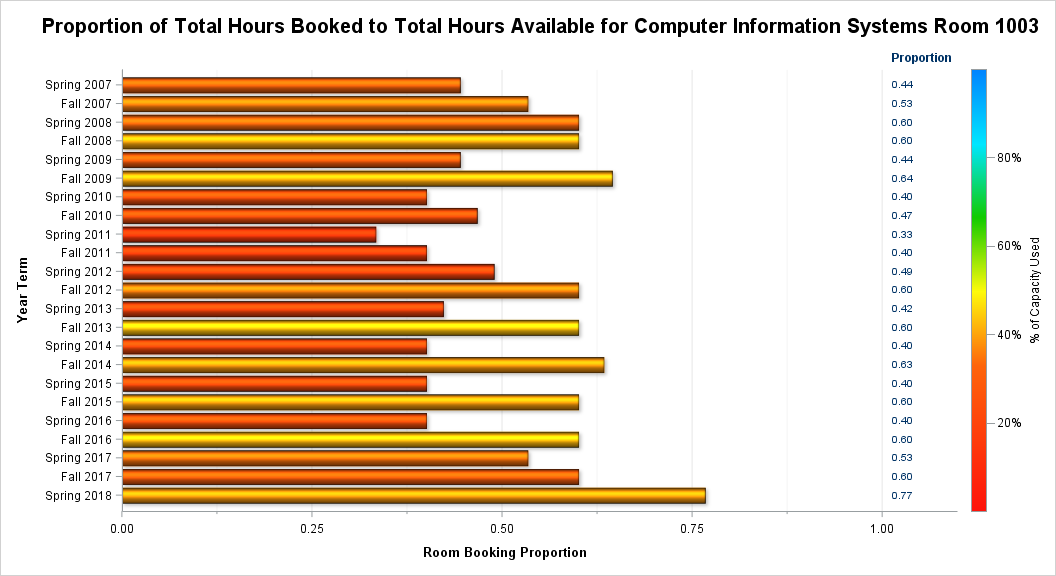 Proportion of Total Hours Booked to Total Hours Available for Computer Information Systems Room 1003
Proportion
Spring 2007 0.44
Fall 2007 0.53
Spring 2008 0.60
Fall 2008 0.60
Spring 2009 0.44
Fall 2009 0.64
Spring 2010 0.40
Fall 2010 0.47
Spring 2011 0.33
Fall 2011 0.40
Spring 2012 0.49
Fall 2012 0.60
Spring 2013 0.42
Fall 2013 0.60
Spring 2014 0.40
Fall 2014 0.63
Spring 2015 0.40
Fall 2015 0.60
Spring 2016 0.40
Fall 2016 0.60
Spring 2017 0.53
Fall 2017 0.60
Spring 2018 0.77
Year Term
0.00 0.25 0.50 0.75 1.00
Room Booking Proportion
80%
60%
40%
20%
% of Capacity Used